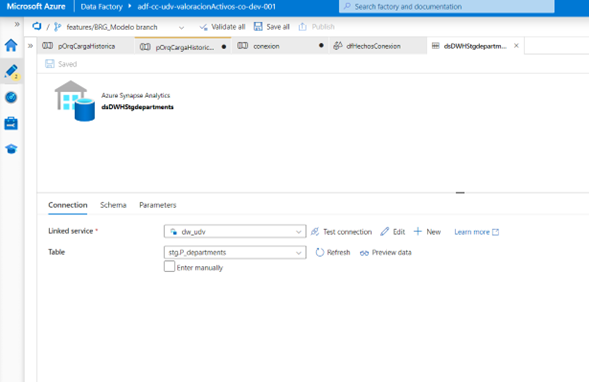 Microsoft Azure | Data Factory ▸ adf-cc-udv-valoracionActivos-co-dev-001
Search factory and documentation
/ features/BRG_Modelo branch Validate all Save all Publish
pOrqCargaHistorica pOrqCargaHistoric... conexion dfHechosConexion dsDWHStgdepartm...
Saved
Azure Synapse Analytics
dsDWHStgdepartments
Connection Schema Parameters
Linked service * dw_udv Test connection Edit New Learn more
Table stg.P_departments Refresh Preview data
Enter manually
2